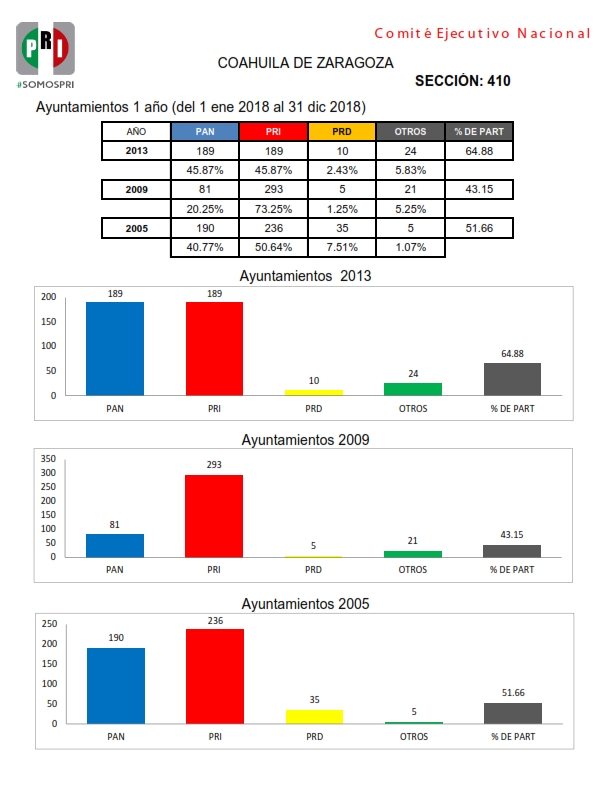 Comité Ejecutivo Nacional
PRI
#SOMOSPRI
COAHUILA DE ZARAGOZA
SECCIÓN: 410
Ayuntamientos 1 año (del 1 ene 2018 al 31 dic 2018)
AÑO PAN PRI PRD OTROS % DE PART
2013 189 189 10 24 64.88
45.87% 45.87% 2.43% 5.83%
2009 81 293 5 21 43.15
20.25% 73.25% 1.25% 5.25%
2005 190 236 35 5 51.66
40.77% 50.64% 7.51% 1.07%
Ayuntamientos 2013
200
150
100
50
0
189 189 10 24 64.88
PAN PRI PRD OTROS % DE PART
Ayuntamientos 2009
350
300
250
200
150
100
50
0
81 293 5 21 43.15
PAN PRI PRD OTROS % DE PART
Ayuntamientos 2005
250
200
150
100
50
0
190 236 35 5 51.66
PAN PRI PRD OTROS % DE PART